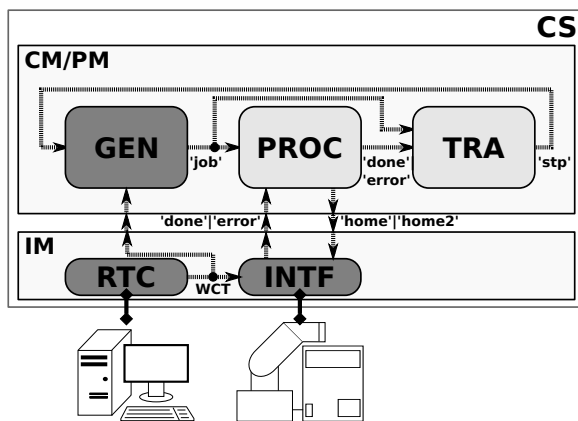 CS
CM/PM
GEN
'job'
PROC
'done'
'error'
TRA
'stp'
'done'|'error'
'home'|'home2'
IM
RTC
WCT
INTF